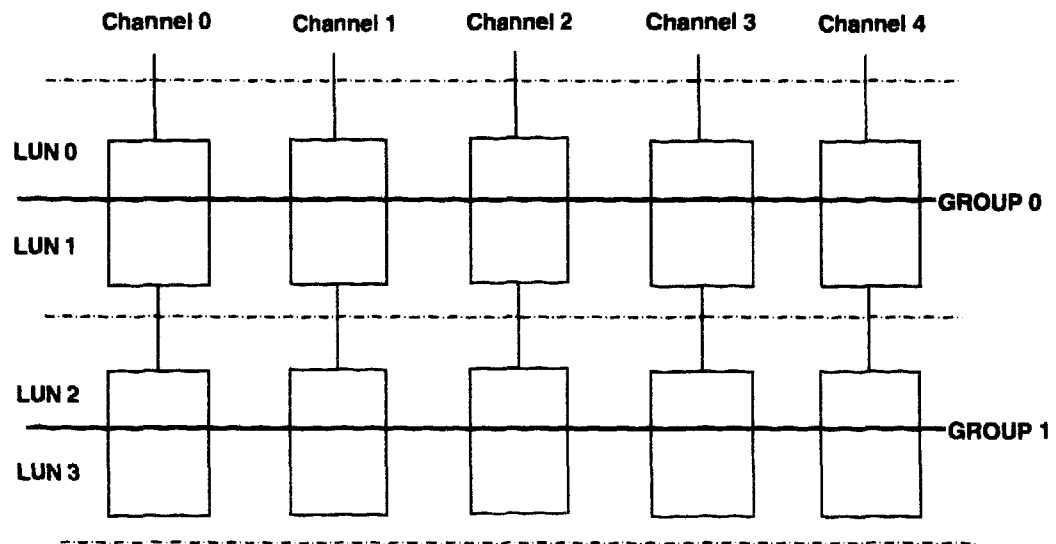 Channel 0 Channel 1 Channel 2 Channel 3 Channel 4
LUN 0
GROUP 0
LUN 1
LUN 2
GROUP 1
LUN 3